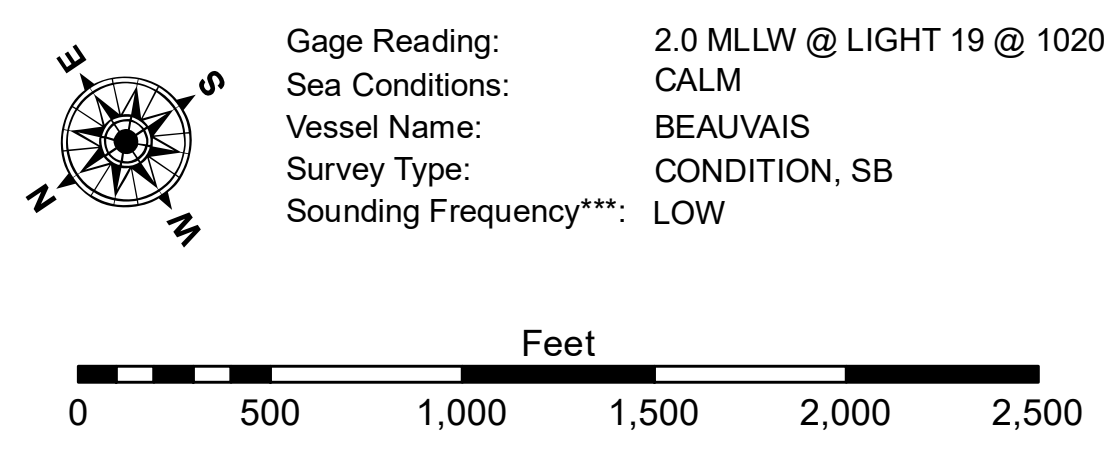 E
S
N
W
Gage Reading: 2.0 MLLW @ LIGHT 19 @ 1020
Sea Conditions: CALM
Vessel Name: BEAUVAIS
Survey Type: CONDITION, SB
Sounding Frequency***: LOW
Feet
0 500 1,000 1,500 2,000 2,500